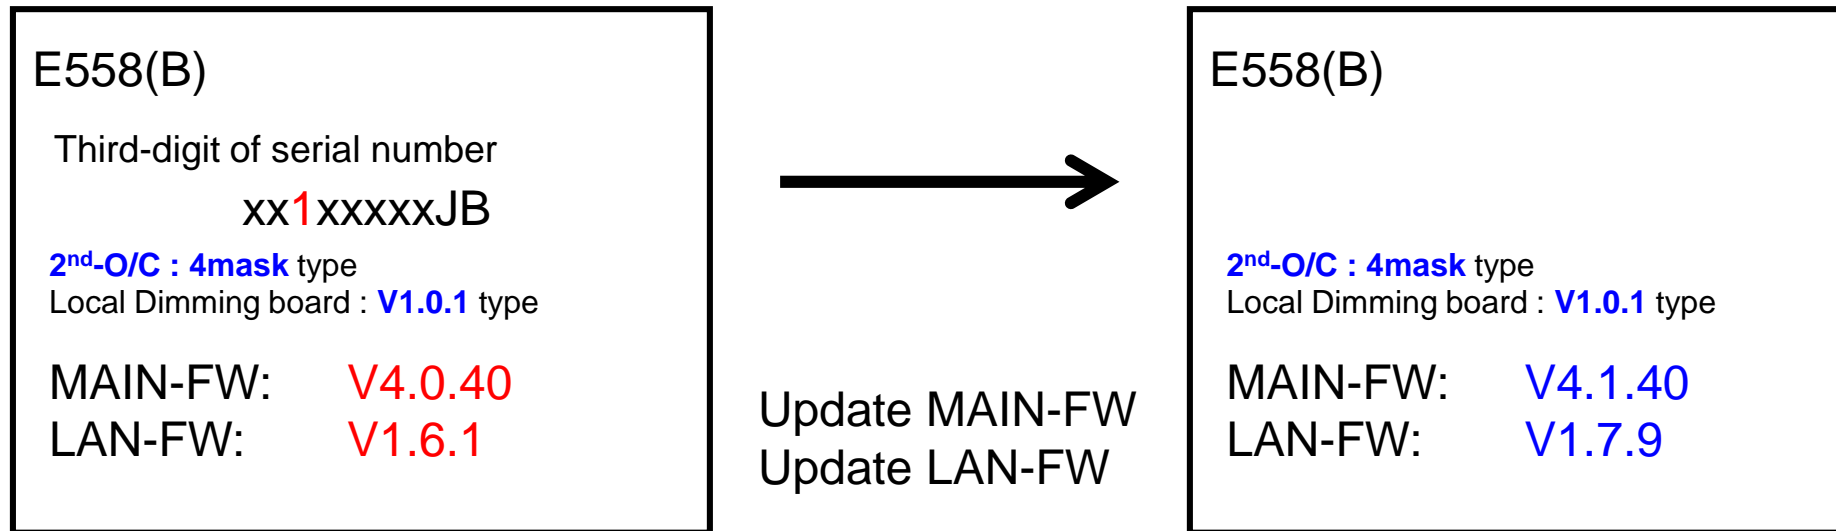 E558(B)
Third-digit of serial number
xx1xxxxxJB
2nd-O/C : 4mask type
Local Dimming board : V1.0.1 type
MAIN-FW: V4.0.40
LAN-FW: V1.6.1
Update MAIN-FW
Update LAN-FW
E558(B)
2nd-O/C : 4mask type
Local Dimming board : V1.0.1 type
MAIN-FW: V4.1.40
LAN-FW: V1.7.9